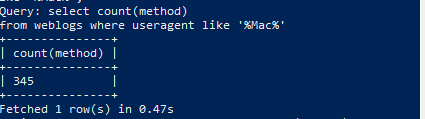 Query: select count(method)
from weblogs where useragent like '%Mac%'
+---------------+
| count(method) |
+---------------+
| 345           |
+---------------+
Fetched 1 row(s) in 0.47s